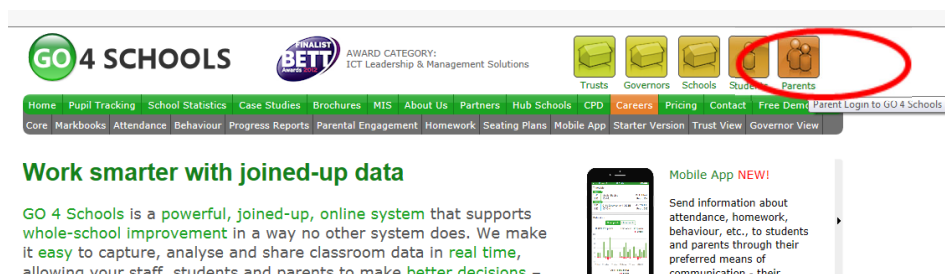 GO 4 SCHOOLS
FINALIST
BETT
Awards 2013
AWARD CATEGORY:
ICT Leadership & Management Solutions
Trusts Governors Schools Students Parents
Home Pupil Tracking School Statistics Case Studies Brochures MIS About Us Partners Hub Schools CPD Careers Pricing Contact Free Demo
Parent Login to GO 4 Schools
Core Markbooks Attendance Behaviour Progress Reports Parental Engagement Homework Seating Plans Mobile App Starter Version Trust View Governor View
Work smarter with joined-up data
GO 4 Schools is a powerful, joined-up, online system that supports
whole-school improvement in a way no other system does. We make
it easy to capture, analyse and share classroom data in real time,
allowing your staff, students and parents to make better decisions –
Mobile App NEW!
Send information about
attendance, homework,
behaviour, etc., to students
and parents through their
preferred means of
communication - their